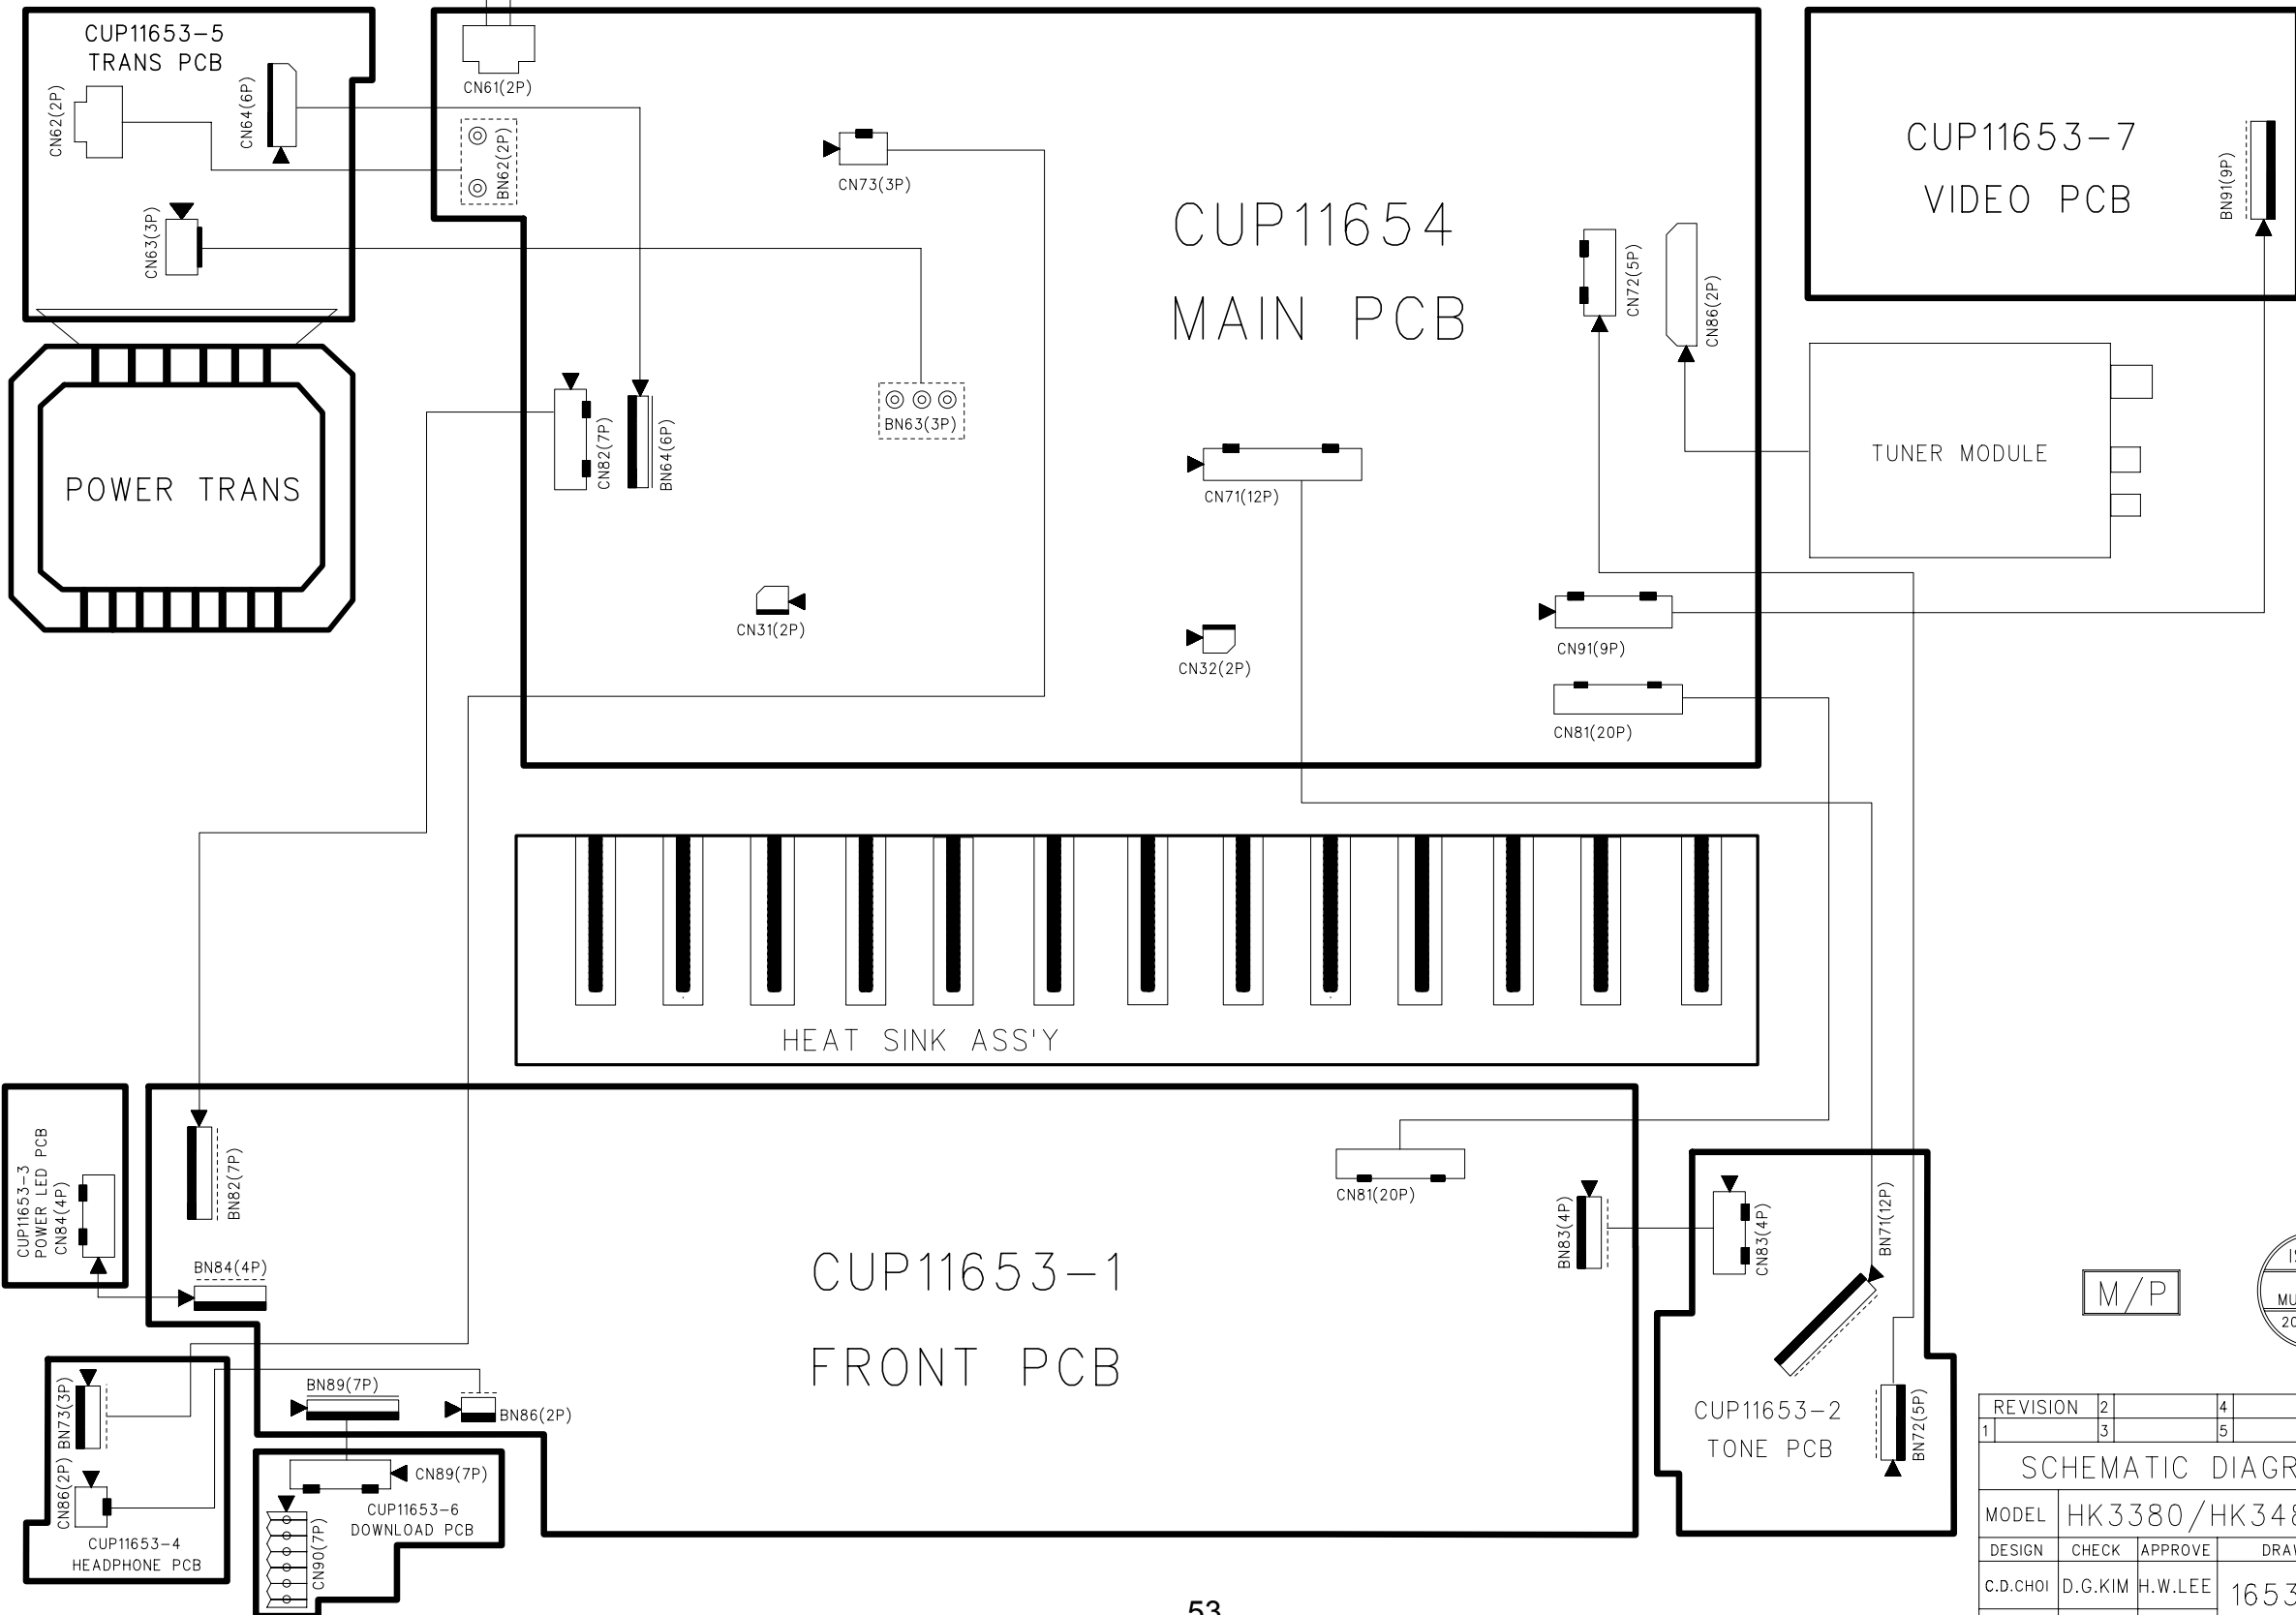 CUP11653-5
TRANS PCB
CN62(2P)
CN64(6P)
CN63(3P)
POWER TRANS
CN61(2P)
BN62(2P)
CN73(3P)
CUP11654
MAIN PCB
CN72(5P)
CN86(2P)
CN82(7P)
BN64(6P)
BN63(3P)
CN71(12P)
CN31(2P)
CN32(2P)
CN91(9P)
CN81(20P)
CUP11653-7
VIDEO PCB
BN91(9P)
TUNER MODULE
HEAT SINK ASS'Y
CUP11653-3
POWER LED PCB
CN84(4P)
BN82(7P)
BN84(4P)
CN81(20P)
BN83(4P)
CUP11653-1
FRONT PCB
CN83(4P)
BN71(12P)
CUP11653-2
TONE PCB
BN72(5P)
BN73(3P)
CN86(2P)
CUP11653-4
HEADPHONE PCB
BN89(7P)
BN86(2P)
CN89(7P)
CUP11653-6
DOWNLOAD PCB
CN90(7P)
M/P
IS
MU
20
REVISION 2 4
1 3 5
SCHEMATIC DIAGR
MODEL HK3380/HK348
DESIGN CHECK APPROVE DRAW
C.D.CHOI D.G.KIM H.W.LEE 1653
53